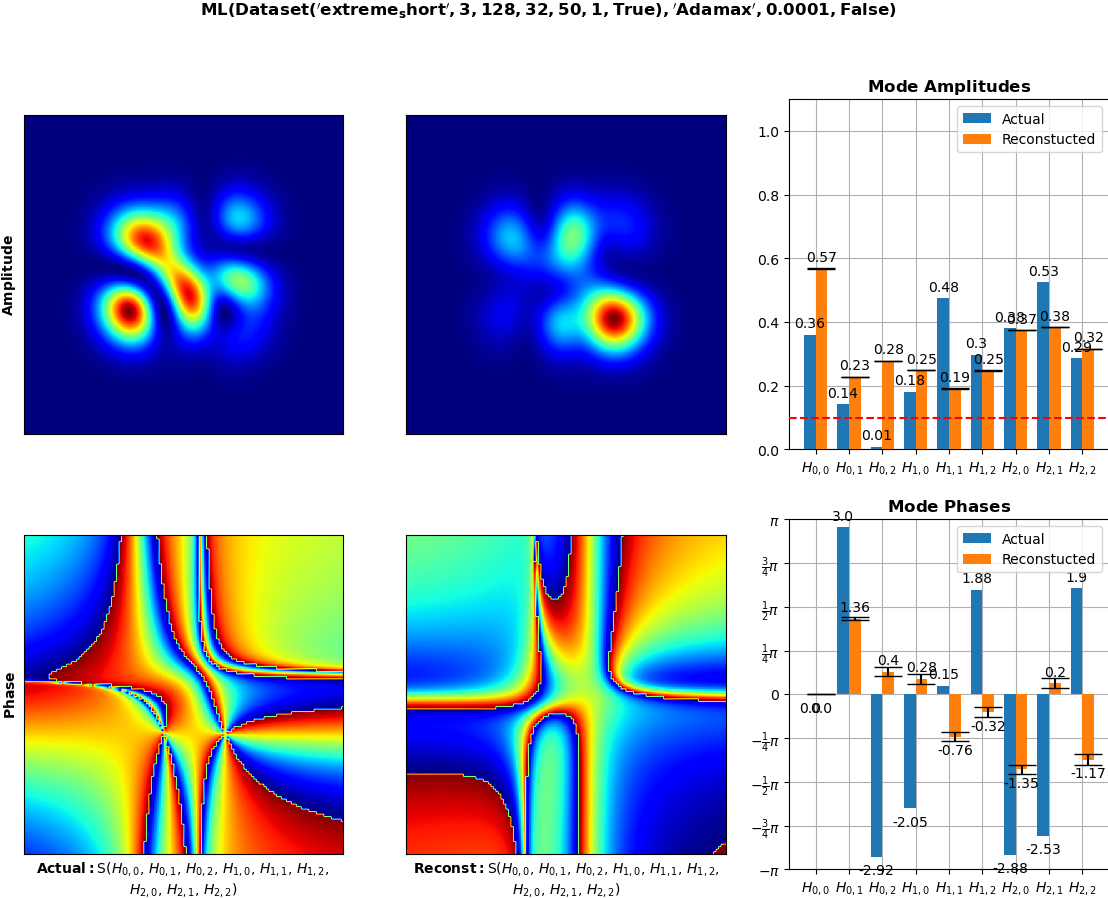 ML(Dataset('extreme_short', 3, 128, 32, 50, 1, True), 'Adamax', 0.0001, False)
Amplitude
Mode Amplitudes
Actual
Reconstucted
1.0
0.8
0.6
0.4
0.2
0.0
0.36
0.57
0.14
0.23
0.01
0.28
0.18
0.25
0.48
0.19
0.3
0.25
0.38
0.37
0.53
0.38
0.29
0.32
H0,0 H0,1 H0,2 H1,0 H1,1 H1,2 H2,0 H2,1 H2,2
Phase
Actual: S(H0,0, H0,1, H0,2, H1,0, H1,1, H1,2,
H2,0, H2,1, H2,2)
Reconst: S(H0,0, H0,1, H0,2, H1,0, H1,1, H1,2,
H2,0, H2,1, H2,2)
Mode Phases
Actual
Reconstucted
π
3/4π
1/2π
1/4π
0
−1/4π
−1/2π
−3/4π
−π
0.0
0.0
3.0
1.36
-2.92
0.4
-2.05
0.28
0.15
-0.76
1.88
-0.32
-2.88
-1.35
-2.53
0.2
1.9
-1.17
H0,0 H0,1 H0,2 H1,0 H1,1 H1,2 H2,0 H2,1 H2,2